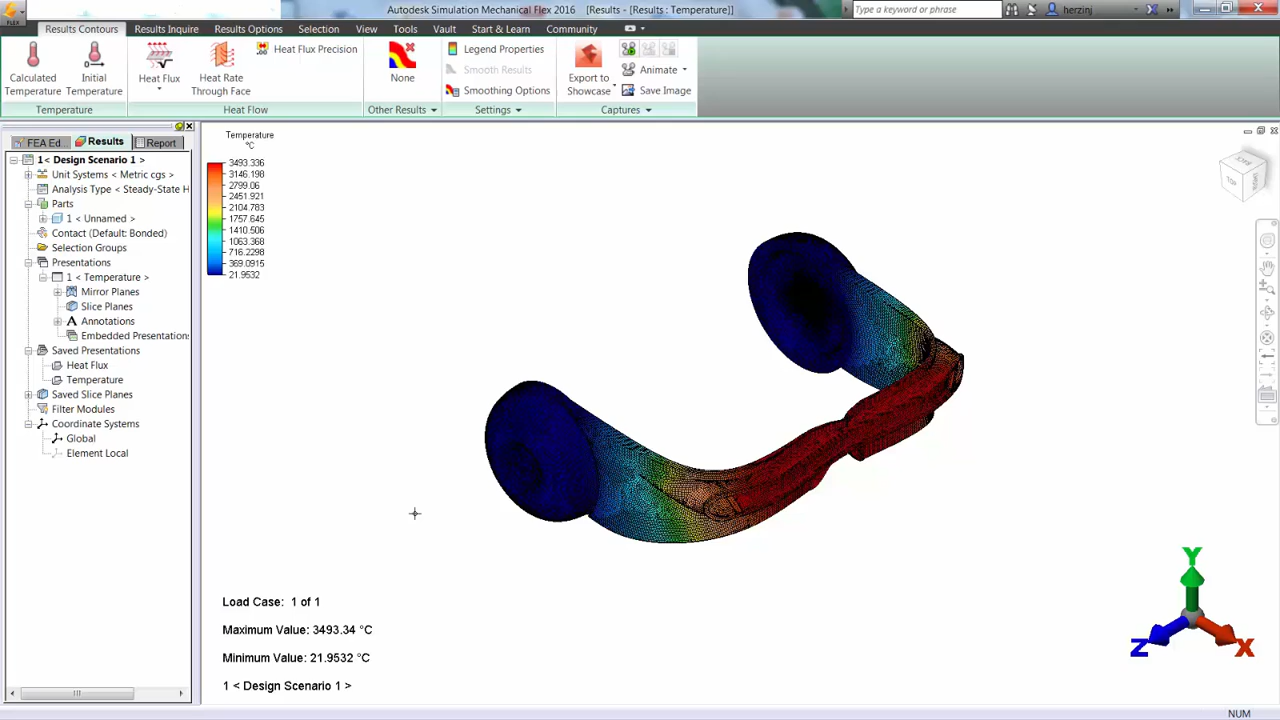 FLEX
Autodesk Simulation Mechanical Flex 2016 [Results - [Results : Temperature]]
Type a keyword or phrase
herzinj
Results Contours Results Inquire Results Options Selection View Tools Vault Start & Learn Community
Calculated Temperature
Initial Temperature
Temperature
Heat Flux
Heat Rate Through Face
Heat Flux Precision
Heat Flow
None
Other Results
Legend Properties
Smooth Results
Smoothing Options
Settings
Export to Showcase
Animate
Save Image
Captures
FEA Ed... Results Report
1< Design Scenario 1 >
Unit Systems < Metric cgs >
Analysis Type < Steady-State H
Parts
1 < Unnamed >
Contact (Default: Bonded)
Selection Groups
Presentations
1 < Temperature >
Mirror Planes
Slice Planes
A Annotations
Embedded Presentations
Saved Presentations
Heat Flux
Temperature
Saved Slice Planes
Filter Modules
Coordinate Systems
Global
Element Local
Temperature
°C
3493.336
3146.198
2799.06
2451.921
2104.783
1757.645
1410.506
1063.368
716.2298
369.0915
21.9532
Load Case: 1 of 1
Maximum Value: 3493.34 °C
Minimum Value: 21.9532 °C
1 < Design Scenario 1 >
TOP
Y
Z
X
NUM